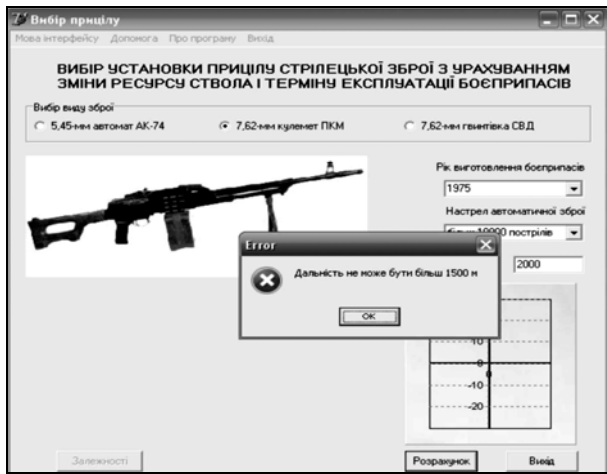 Вибір прицілу
Мова інтерфейсу Допомога Про програму Вихід
ВИБІР УСТАНОВКИ ПРИЦІЛУ СТРІЛЕЦЬКОЇ ЗБРОЇ З УРАХУВАННЯМ
ЗМІНИ РЕСУРСУ СТВОЛА І ТЕРМІНУ ЕКСПЛУАТАЦІЇ БОЄПРИПАСІВ
Вибір виду зброї
5,45-мм автомат АК-74 7,62-мм кулемет ПКМ 7,62-мм гвинтівка СВД
Рік виготовлення боєприпасів
1975
Настрел автоматичної зброї
більш 10000 пострілів
2000
Error
Дальність не може бути більш 1500 м
OK
10
0
-10
-20
Залежності Розрахунок Вихід